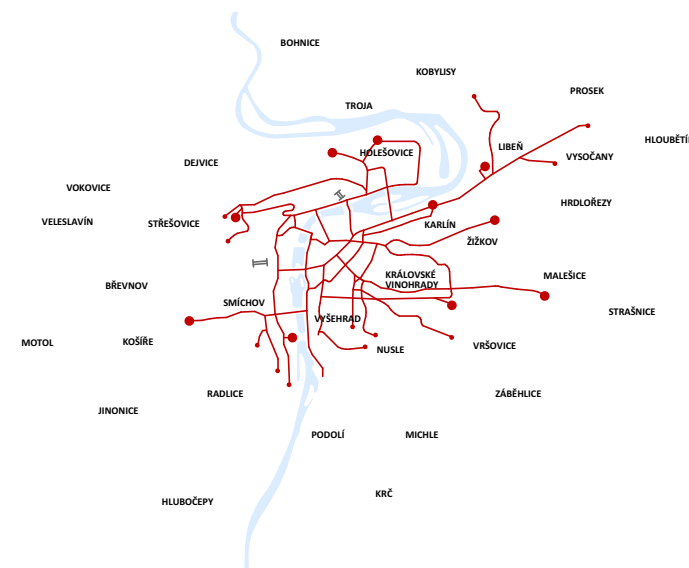 BOHNICE
KOBYLISY
PROSEK
TROJA
HLOUBĚTÍ
LIBEŇ
HOLEŠOVICE
VYSOČANY
DEJVICE
VOKOVICE
HRDLOŘEZY
VELESLAVÍN
STŘEŠOVICE
KARLÍN
ŽIŽKOV
KRÁLOVSKÉ
VINOHRADY
MALEŠICE
BŘEVNOV
SMÍCHOV
STRAŠNICE
VYŠEHRAD
MOTOL
KOŠÍŘE
NUSLE
VRŠOVICE
RADLICE
ZÁBĚHLICE
JINONICE
PODOLÍ
MICHLE
KRČ
HLUBOČEPY